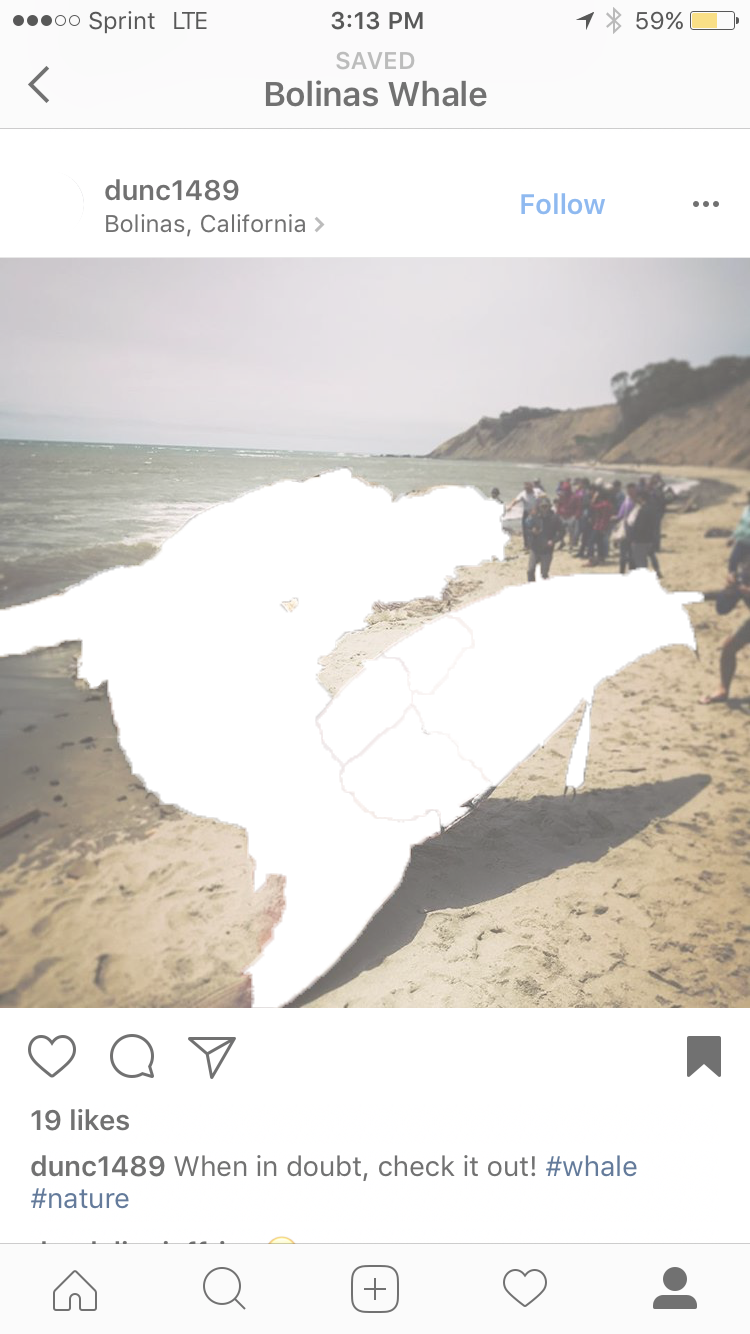 Sprint LTE 3:13 PM 59%
SAVED
Bolinas Whale
dunc1489
Bolinas, California
Follow
19 likes
dunc1489 When in doubt, check it out! #whale
#nature